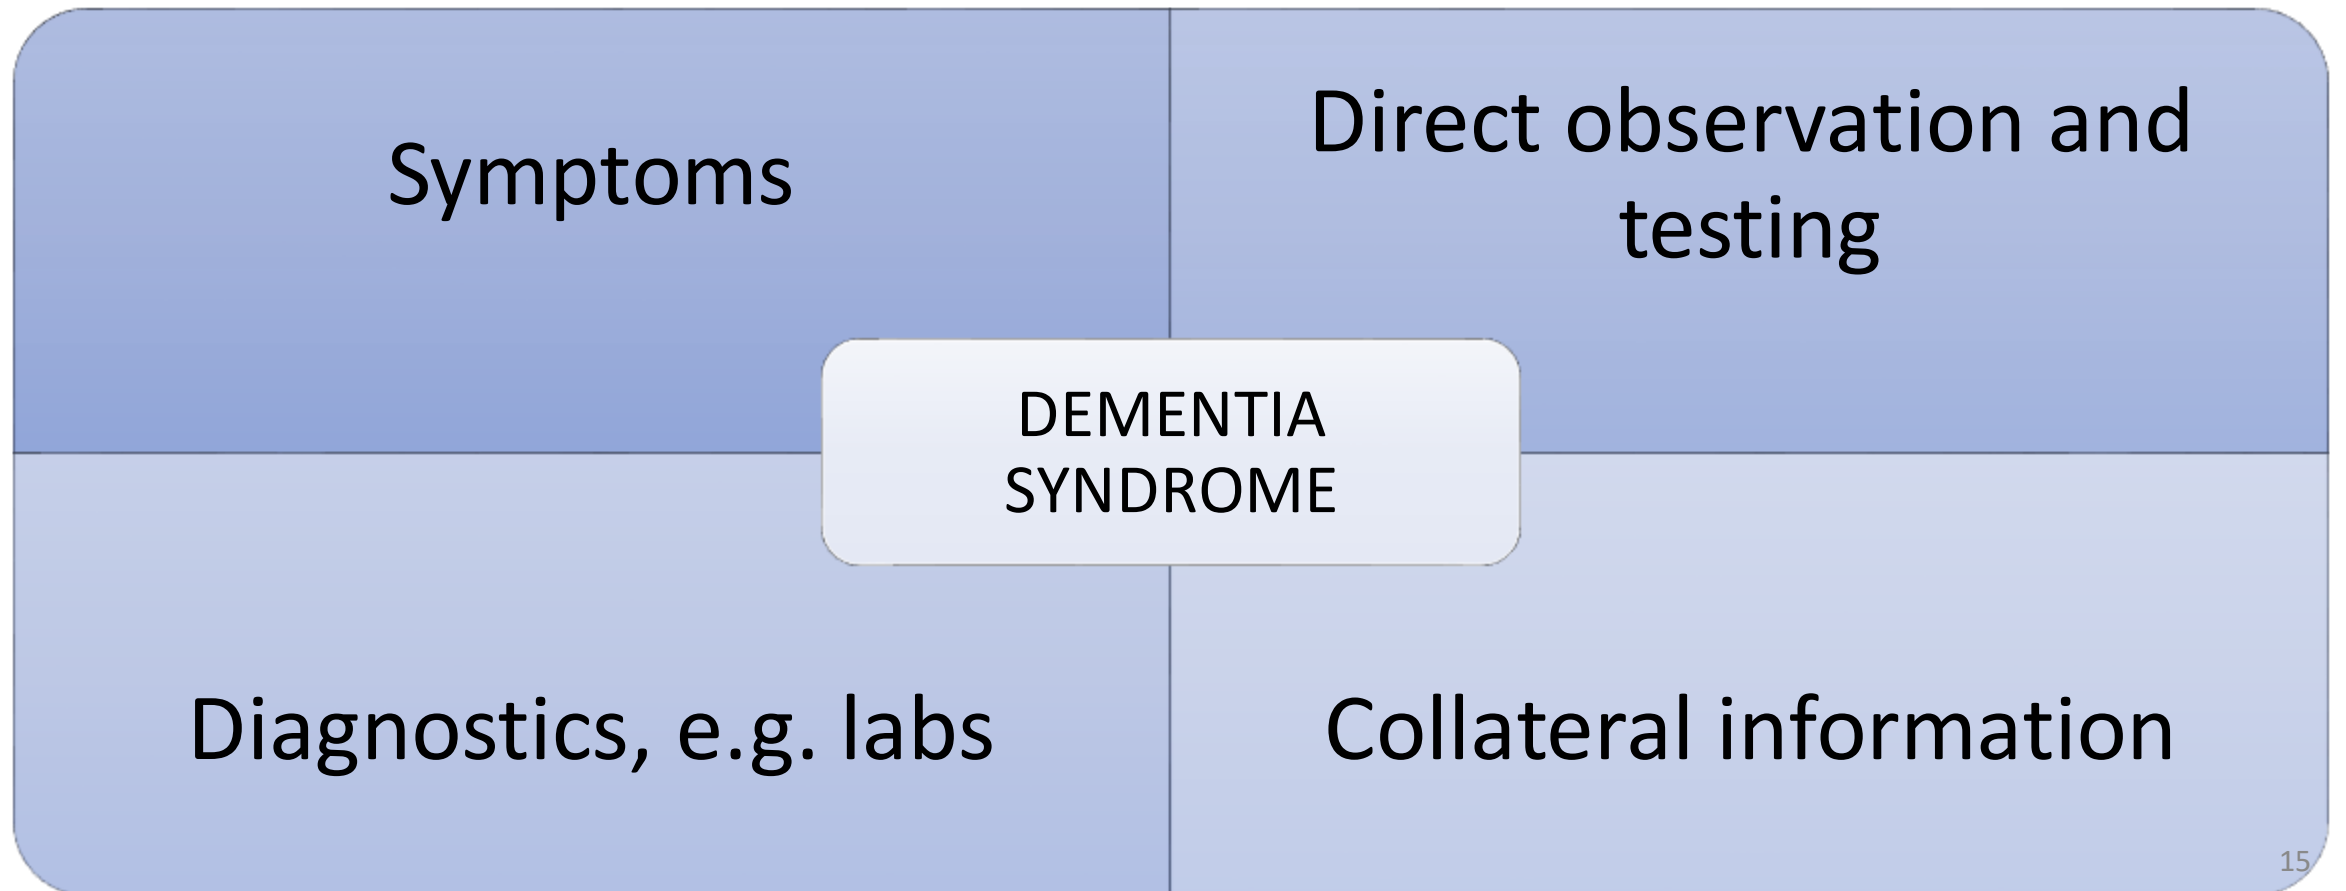 Symptoms
Direct observation and
testing
DEMENTIA
SYNDROME
Diagnostics, e.g. labs
Collateral information
15